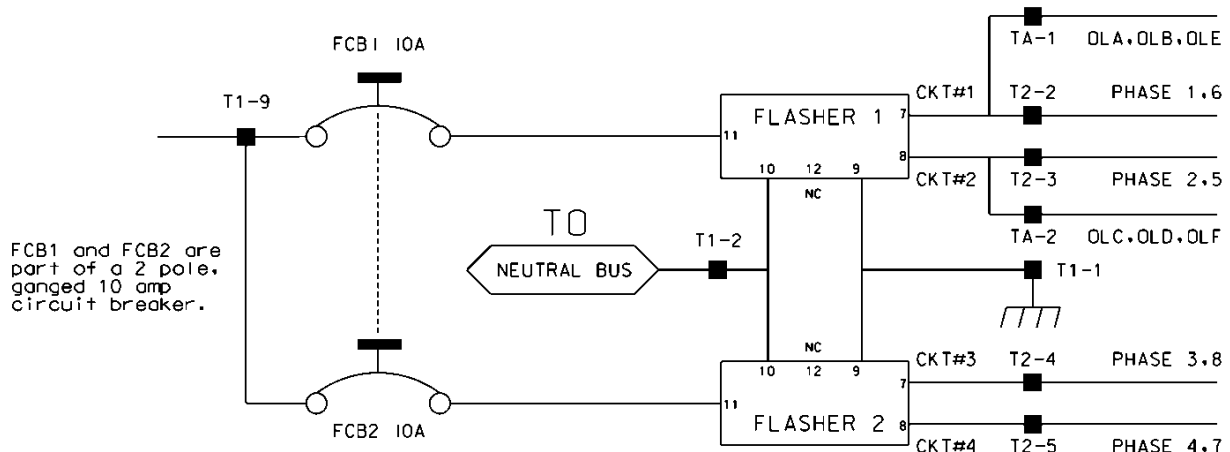 FCB1 10A
T1-9
TA-1 OLA,OLB,OLE
CKT#1 T2-2 PHASE 1,6
FLASHER 1
7
11
8
10 12 9
NC
CKT#2 T2-3 PHASE 2,5
TO
NEUTRAL BUS
T1-2
TA-2 OLC,OLD,OLF
T1-1
FCB1 and FCB2 are
part of a 2 pole,
ganged 10 amp
circuit breaker.
NC
10 12 9
CKT#3 T2-4 PHASE 3,8
7
11
FLASHER 2
8
FCB2 10A
CKT#4 T2-5 PHASE 4,7